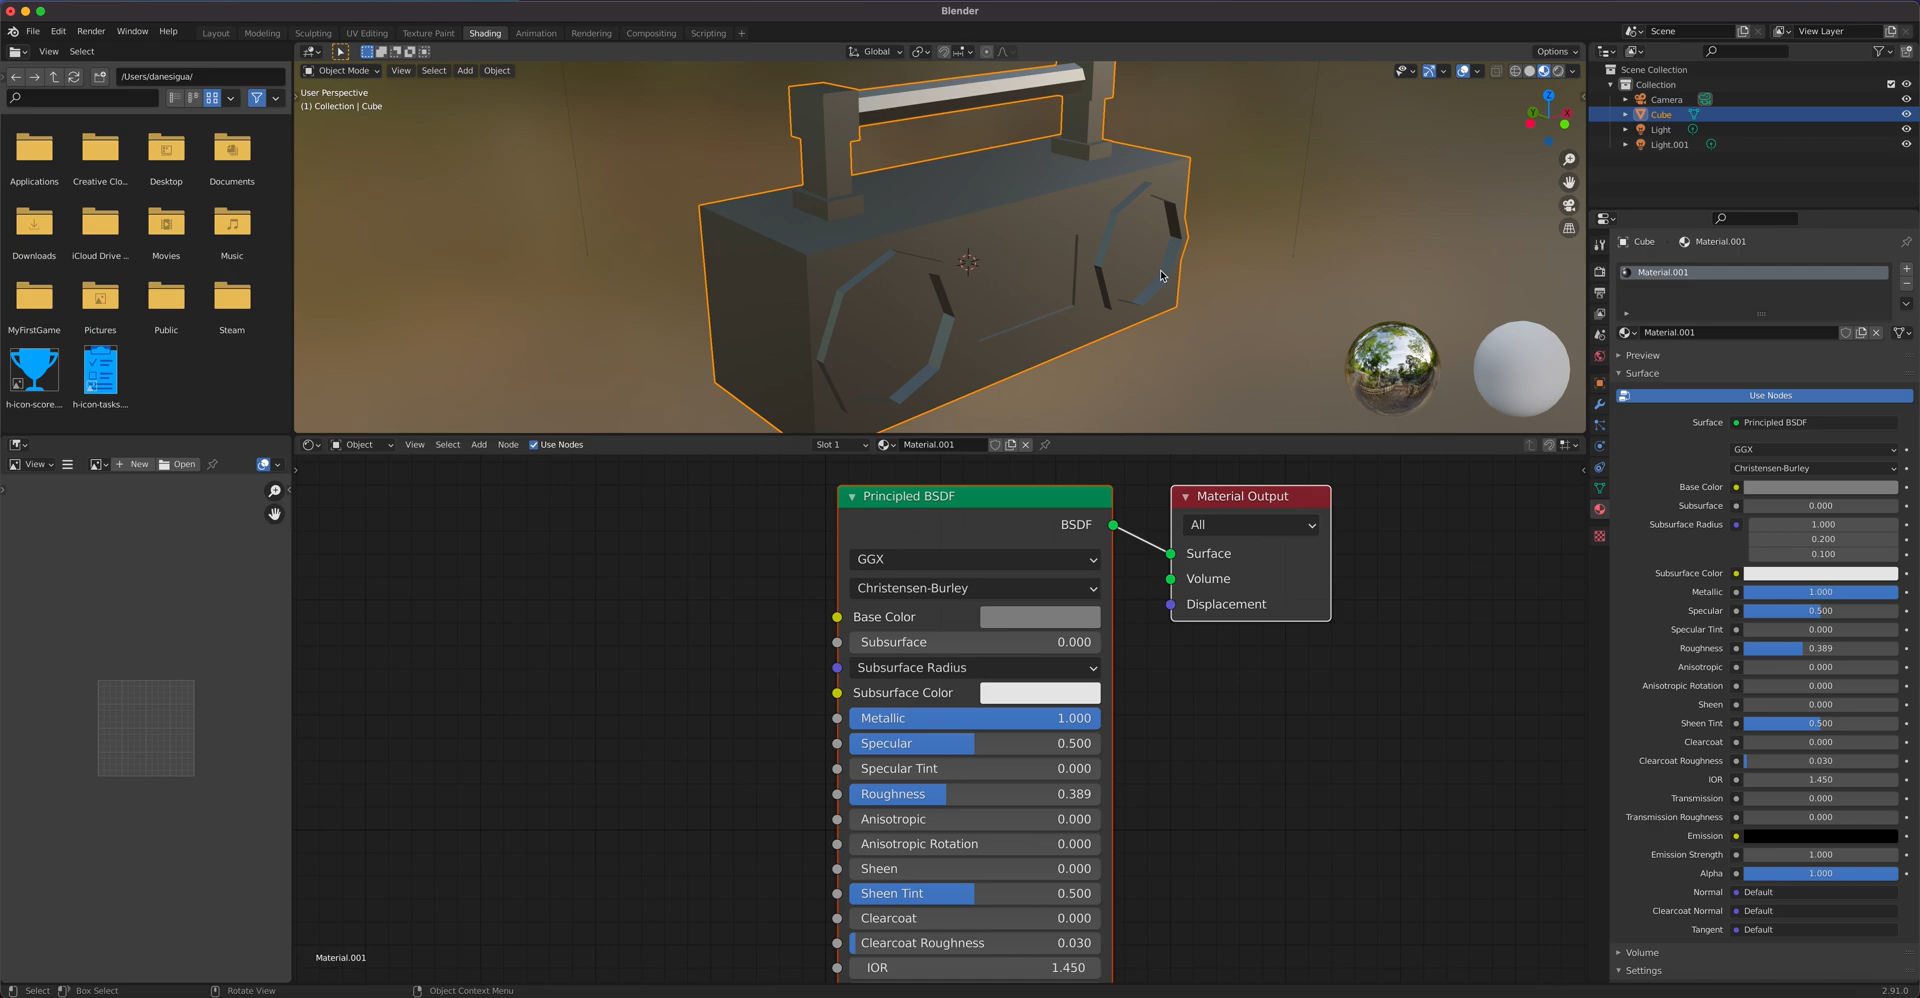 Blender
File Edit Render Window Help
Layout Modeling Sculpting UV Editing Texture Paint Shading Animation Rendering Compositing Scripting +
Scene
View Layer
View Select
/Users/danesigua/
Applications
Creative Clo...
Desktop
Documents
Downloads
iCloud Drive ...
Movies
Music
MyFirstGame
Pictures
Public
Steam
h-icon-score....
h-icon-tasks....
Global
Options
Object Mode View Select Add Object
User Perspective
(1) Collection | Cube
Z
Y
X
View
New
Open
Object View Select Add Node Use Nodes
Slot 1
Material.001
Principled BSDF
BSDF
GGX
Christensen-Burley
Base Color
Subsurface 0.000
Subsurface Radius
Subsurface Color
Metallic 1.000
Specular 0.500
Specular Tint 0.000
Roughness 0.389
Anisotropic 0.000
Anisotropic Rotation 0.000
Sheen 0.000
Sheen Tint 0.500
Clearcoat 0.000
Clearcoat Roughness 0.030
IOR 1.450
Material Output
All
Surface
Volume
Displacement
Material.001
Scene Collection
Collection
Camera
Cube
Light
Light.001
Cube Material.001
Material.001
Material.001
Preview
Surface
Use Nodes
Surface Principled BSDF
GGX
Christensen-Burley
Base Color
Subsurface 0.000
Subsurface Radius 1.000
0.200
0.100
Subsurface Color
Metallic 1.000
Specular 0.500
Specular Tint 0.000
Roughness 0.389
Anisotropic 0.000
Anisotropic Rotation 0.000
Sheen 0.000
Sheen Tint 0.500
Clearcoat 0.000
Clearcoat Roughness 0.030
IOR 1.450
Transmission 0.000
Transmission Roughness 0.000
Emission
Emission Strength 1.000
Alpha 1.000
Normal Default
Clearcoat Normal Default
Tangent Default
Volume
Settings
Select Box Select Rotate View Object Context Menu
2.91.0